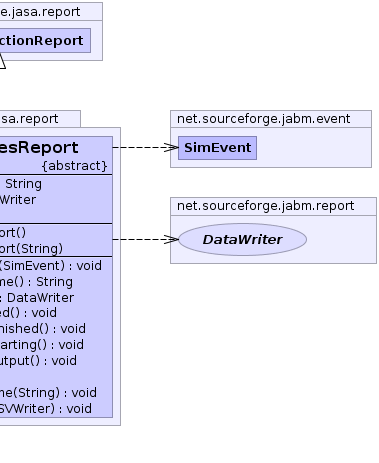 e.jasa.report
ctionReport
sa.report
esReport
{abstract}
: String
Writer
ort()
ort(String)
(SimEvent) : void
me() : String
: DataWriter
ed() : void
nished() : void
arting() : void
utput() : void
me(String) : void
SVWriter) : void
net.sourceforge.jabm.event
SimEvent
net.sourceforge.jabm.report
DataWriter